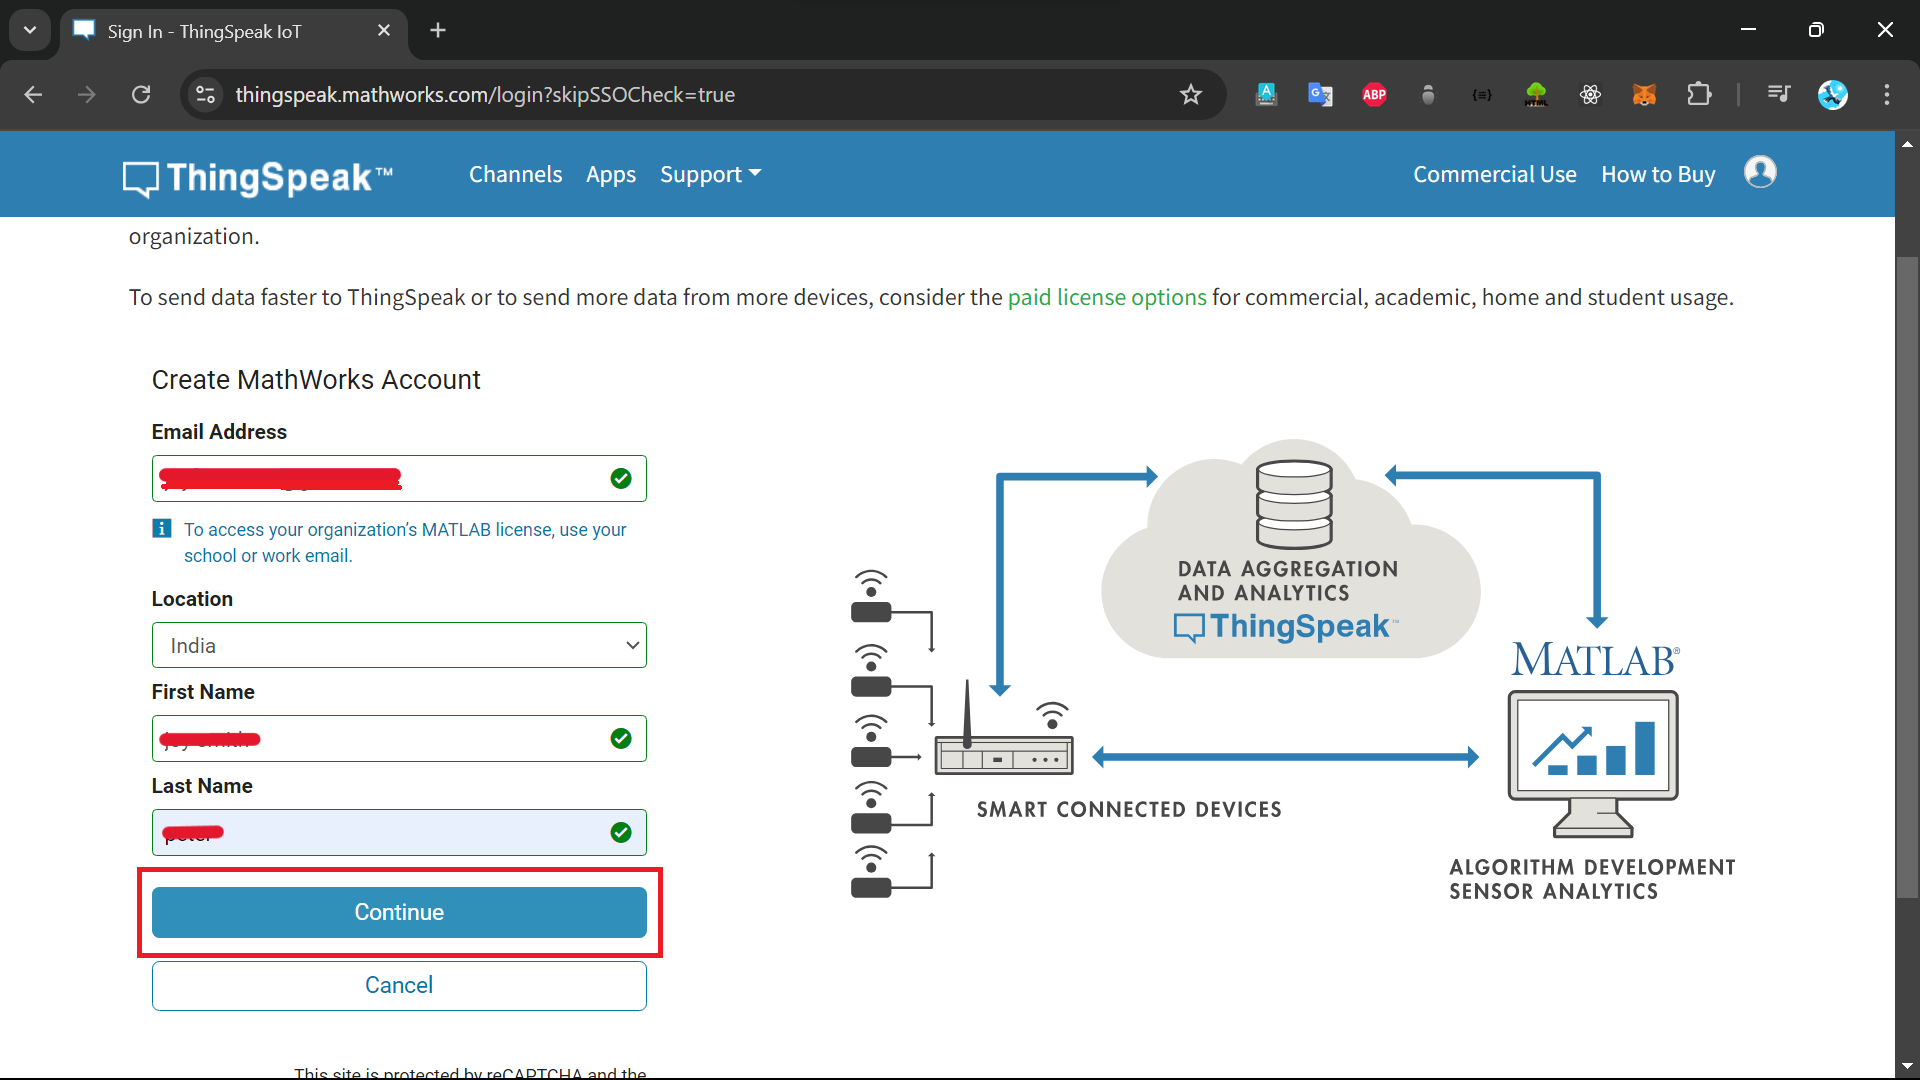 Sign In - ThingSpeak IoT
thingspeak.mathworks.com/login?skipSSOCheck=true
ABP
HTML
ThingSpeak™
Channels Apps Support
Commercial Use How to Buy
organization.
To send data faster to ThingSpeak or to send more data from more devices, consider the paid license options for commercial, academic, home and student usage.
Create MathWorks Account
Email Address
To access your organization's MATLAB license, use your
school or work email.
Location
India
First Name
Last Name
Continue
Cancel
This site is protected by reCAPTCHA and the
DATA AGGREGATION
AND ANALYTICS
ThingSpeak™
MATLAB®
SMART CONNECTED DEVICES
ALGORITHM DEVELOPMENT
SENSOR ANALYTICS